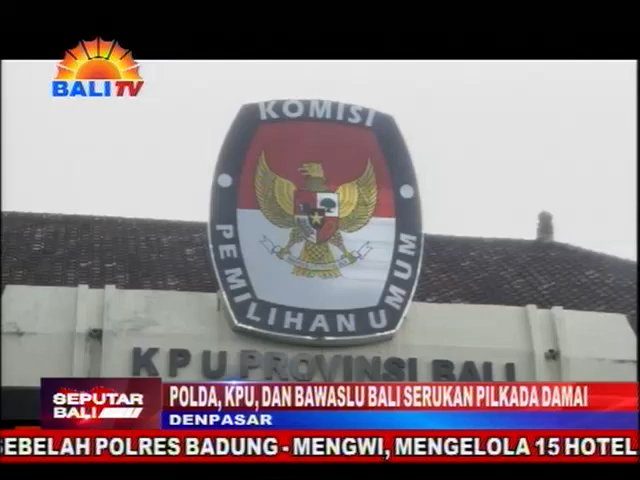 BALI TV
KOMISI
PEMILIHAN UMUM
KPU PROVINSI BALI
SEPUTAR
BALI
POLDA, KPU, DAN BAWASLU BALI SERUKAN PILKADA DAMAI
DENPASAR
SEBELAH POLRES BADUNG - MENGWI, MENGELOLA 15 HOTEL